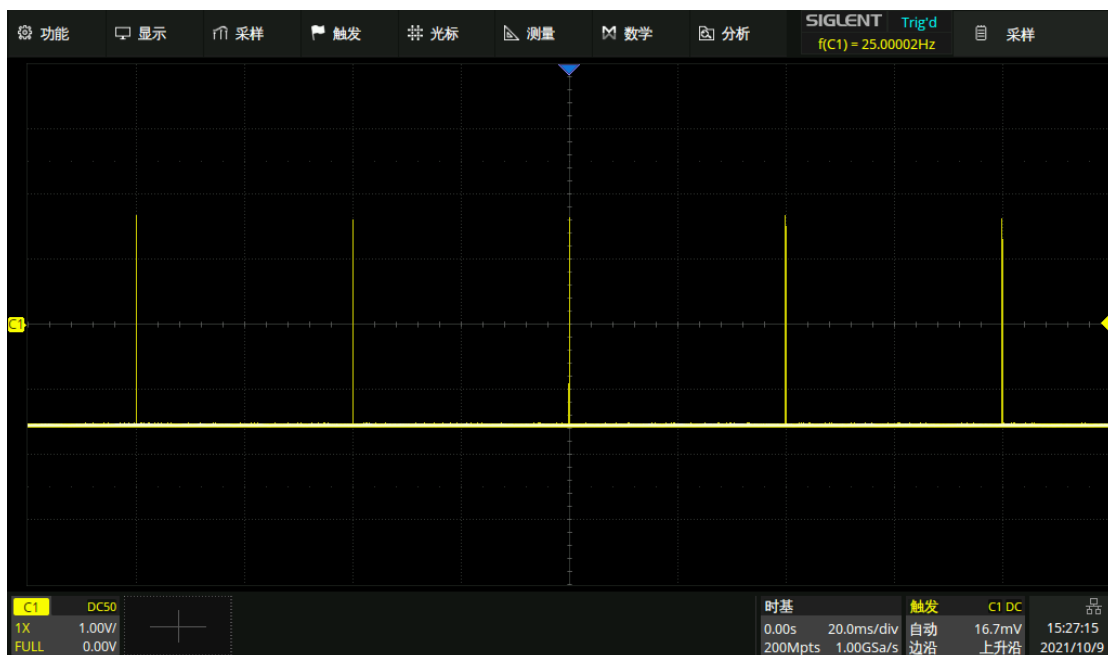 功能 显示 采样 触发 光标 测量 数学 分析 SIGLENT Trig'd 采样
f(C1) = 25.00002Hz
C1
C1 DC50 时基 触发 C1 DC
1X 1.00V/ 0.00s 20.0ms/div 自动 16.7mV 15:27:15
FULL 0.00V 200Mpts 1.00GSa/s 边沿 上升沿 2021/10/9